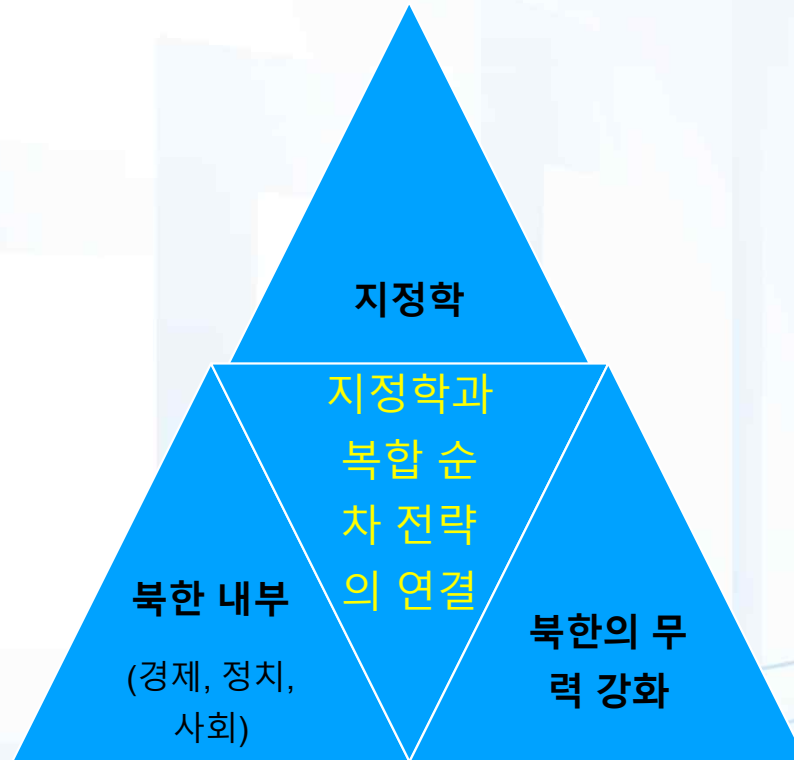 지정학
지정학과
복합 순
차 전략
의 연결
북한 내부
(경제, 정치,
사회)
북한의 무
력 강화